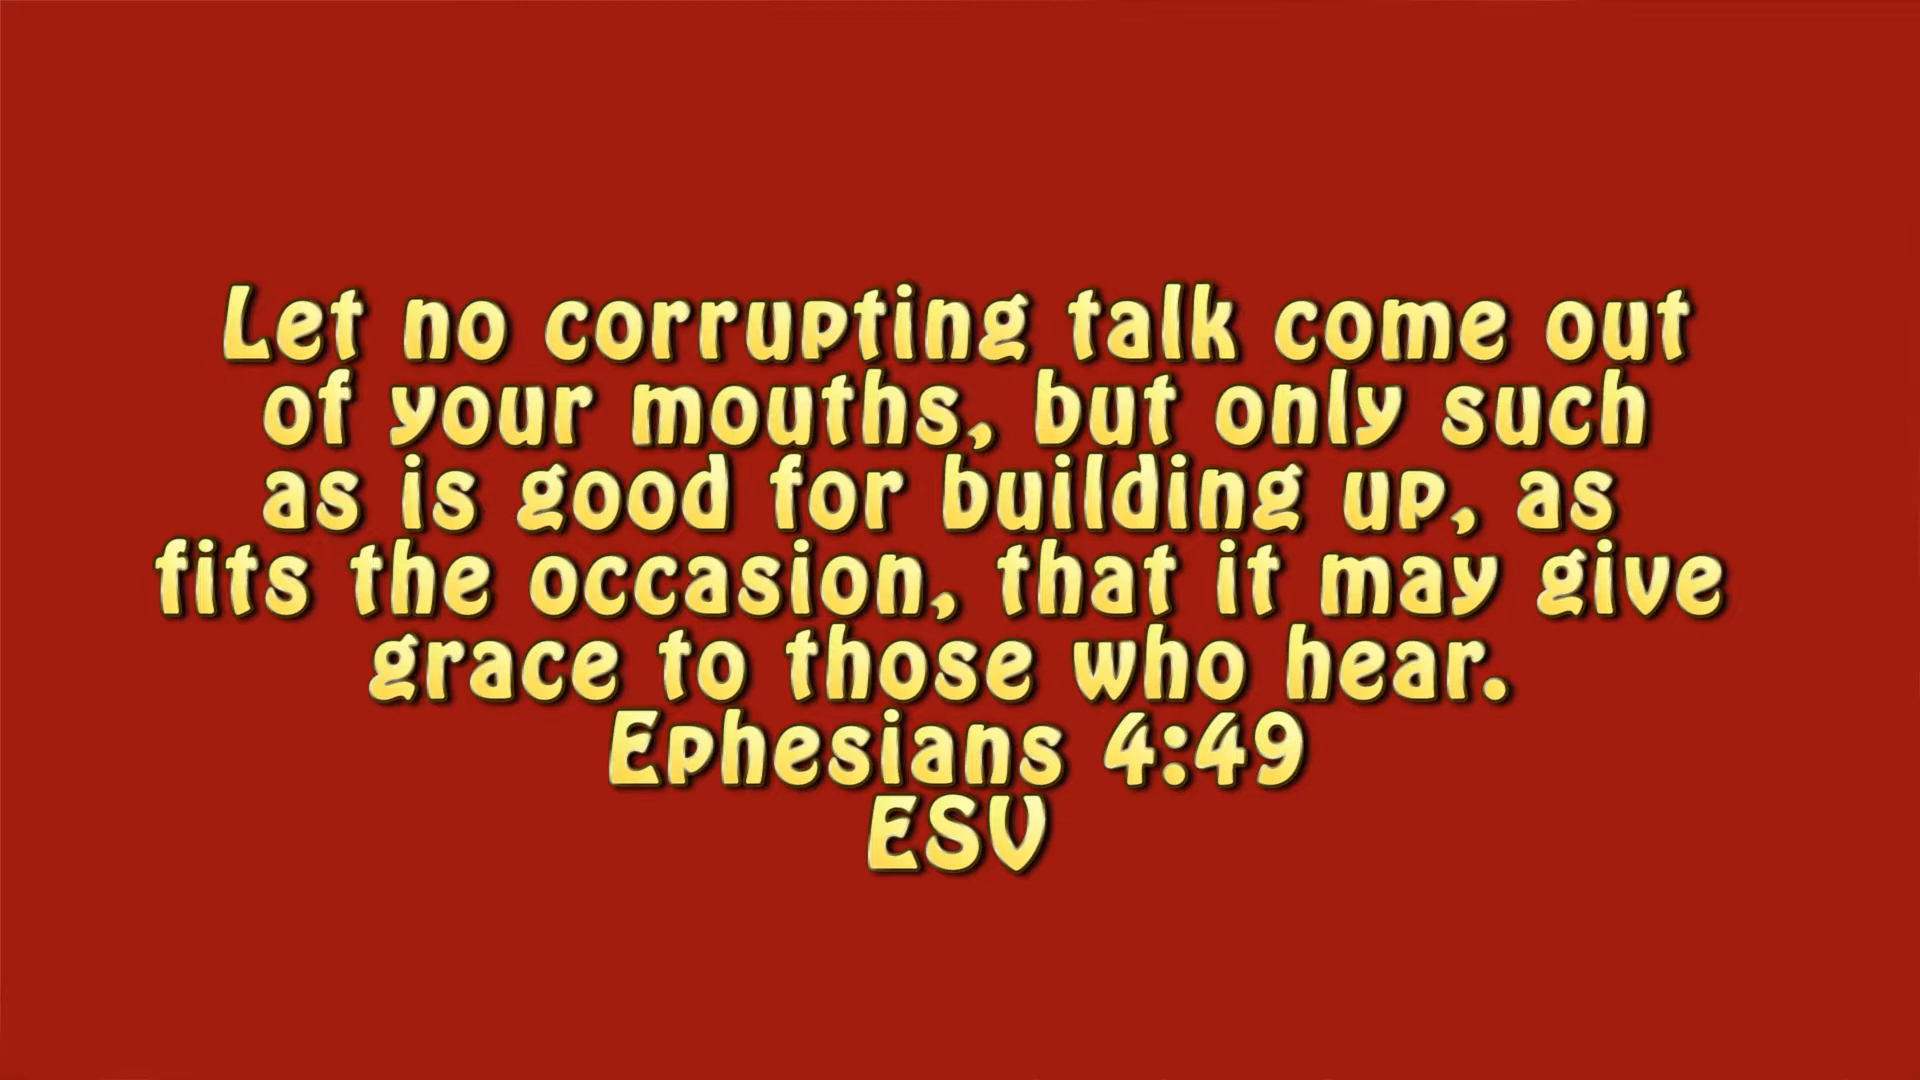 Let no corrupting talk come out
of your mouths, but only such
as is good for building up, as
fits the occasion, that it may give
grace to those who hear.
Ephesians 4:49
ESV